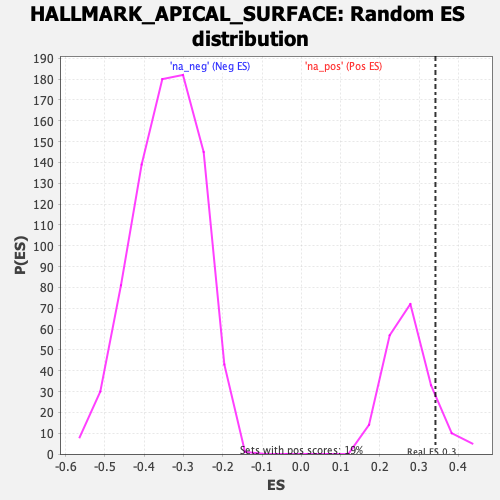 HALLMARK_APICAL_SURFACE: Random ES
distribution
'na_neg' (Neg ES)
'na_pos' (Pos ES)
190
180
170
160
150
140
130
120
110
100
90
80
70
60
50
40
30
20
10
0
P(ES)
Sets with pos scores: 19%
Real ES 0.3
-0.6 -0.5 -0.4 -0.3 -0.2 -0.1 0.0 0.1 0.2 0.3 0.4
ES